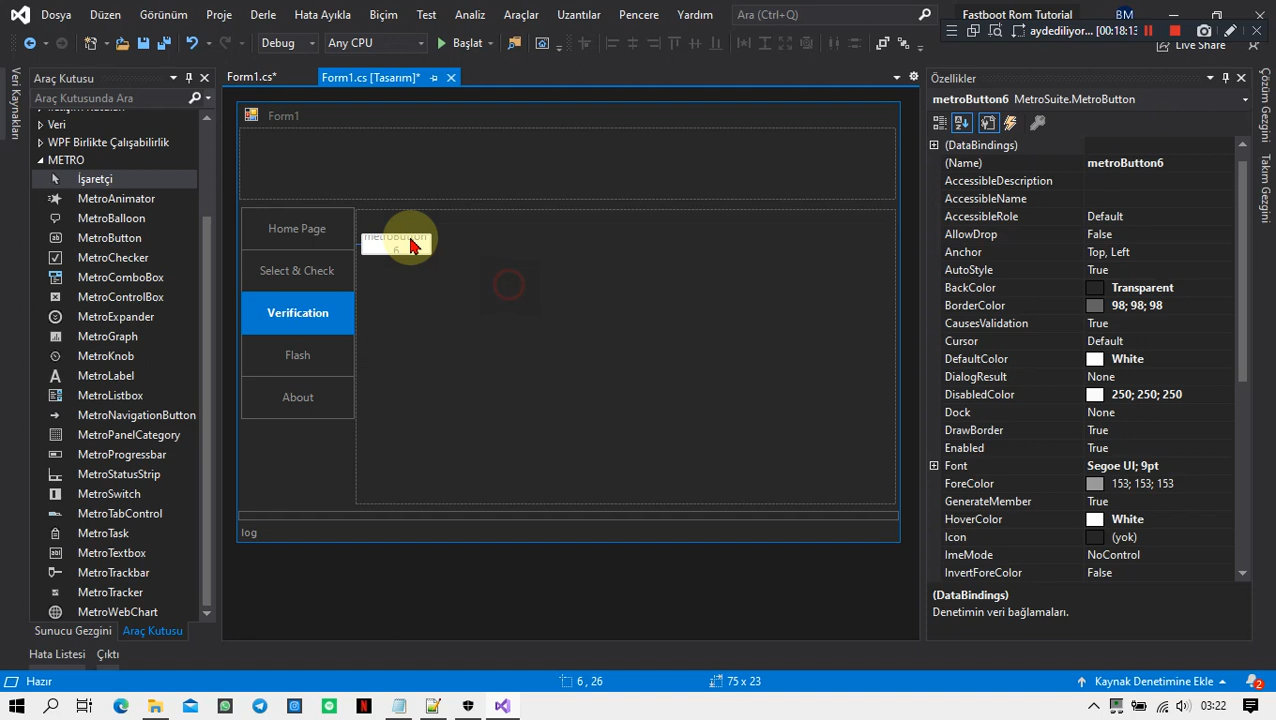 Dosya Düzen Görünüm Proje Derle Hata Ayıkla Biçim Test Analiz Araçlar Uzantılar Pencere Yardım Ara (Ctrl+Q) Fastboot Rom Tutorial BM
aydediliyor... [00:18:13]
Debug Any CPU Başlat Live Share
Veri Kaynakları
Araç Kutusu
Araç Kutusunda Ara
Veri
WPF Birlikte Çalışabilirlik
METRO
İşaretçi
MetroAnimator
MetroBalloon
MetroButton
MetroChecker
MetroComboBox
MetroControlBox
MetroExpander
MetroGraph
MetroKnob
MetroLabel
MetroListbox
MetroNavigationButton
MetroPanelCategory
MetroProgressbar
MetroStatusStrip
MetroSwitch
MetroTabControl
MetroTask
MetroTextbox
MetroTrackbar
MetroTracker
MetroWebChart
Sunucu Gezgini Araç Kutusu
Form1.cs* Form1.cs [Tasarım]*
Form1
Home Page
Select & Check
Verification
Flash
About
metroButton
6
log
Özellikler
metroButton6 MetroSuite.MetroButton
(DataBindings)
(Name) metroButton6
AccessibleDescription
AccessibleName
AccessibleRole Default
AllowDrop False
Anchor Top, Left
AutoStyle True
BackColor Transparent
BorderColor 98; 98; 98
CausesValidation True
Cursor Default
DefaultColor White
DialogResult None
DisabledColor 250; 250; 250
Dock None
DrawBorder True
Enabled True
Font Segoe UI; 9pt
ForeColor 153; 153; 153
GenerateMember True
HoverColor White
Icon (yok)
ImeMode NoControl
InvertForeColor False
(DataBindings)
Denetimin veri bağlamaları.
Çözüm Gezgini
Takım Gezgini
Hata Listesi Çıktı
Hazır 6 , 26 75 x 23 Kaynak Denetimine Ekle 2
03:22